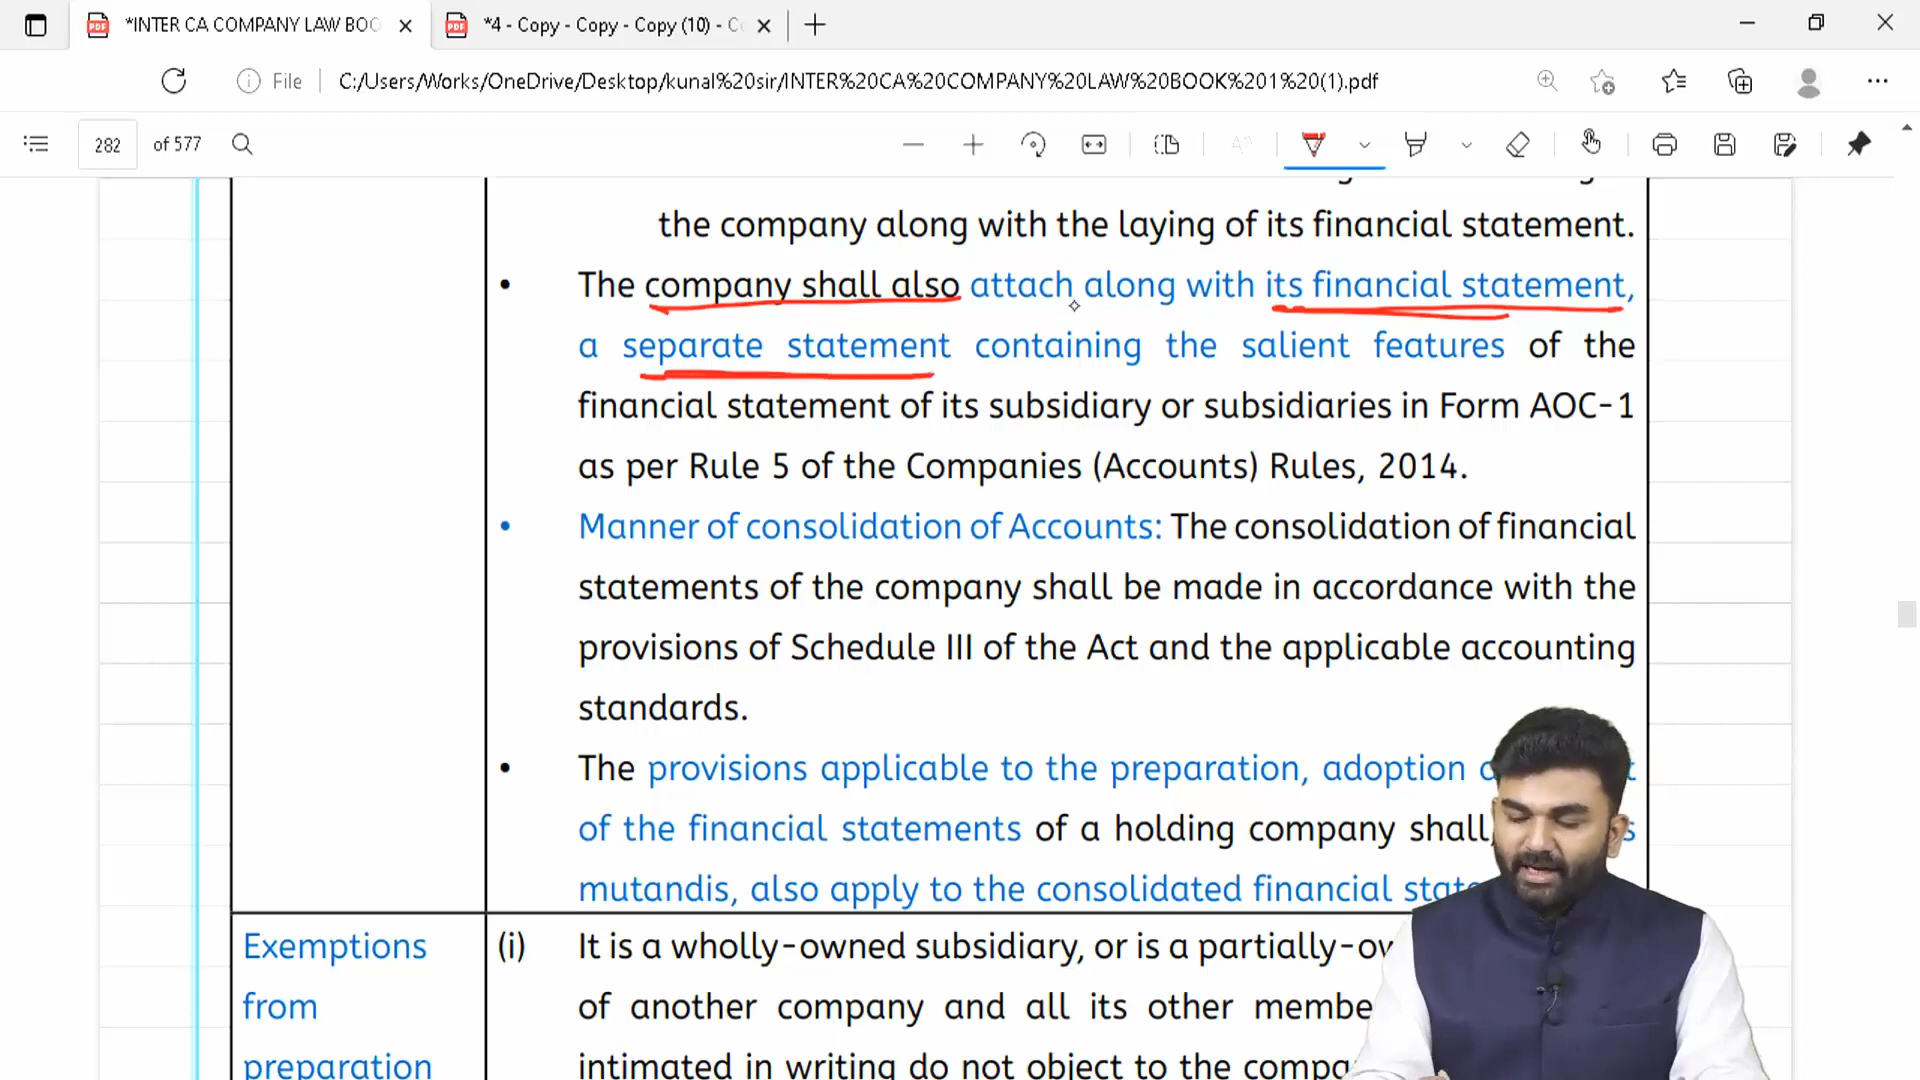 *INTER CA COMPANY LAW BOO
*4 - Copy - Copy - Copy (10) - Co
File
C:/Users/Works/OneDrive/Desktop/kunal%20sir/INTER%20CA%20COMPANY%20LAW%20BOOK%201%20(1).pdf
282 of 577
the company along with the laying of its financial statement.
• The company shall also attach along with its financial statement,
a separate statement containing the salient features of the
financial statement of its subsidiary or subsidiaries in Form AOC-1
as per Rule 5 of the Companies (Accounts) Rules, 2014.
• Manner of consolidation of Accounts: The consolidation of financial
statements of the company shall be made in accordance with the
provisions of Schedule III of the Act and the applicable accounting
standards.
• The provisions applicable to the preparation, adoption
of the financial statements of a holding company shall,
mutandis, also apply to the consolidated financial
Exemptions
from
preparation
(i) It is a wholly-owned subsidiary, or is a
of another company and all its other
intimated in writing do not object to the